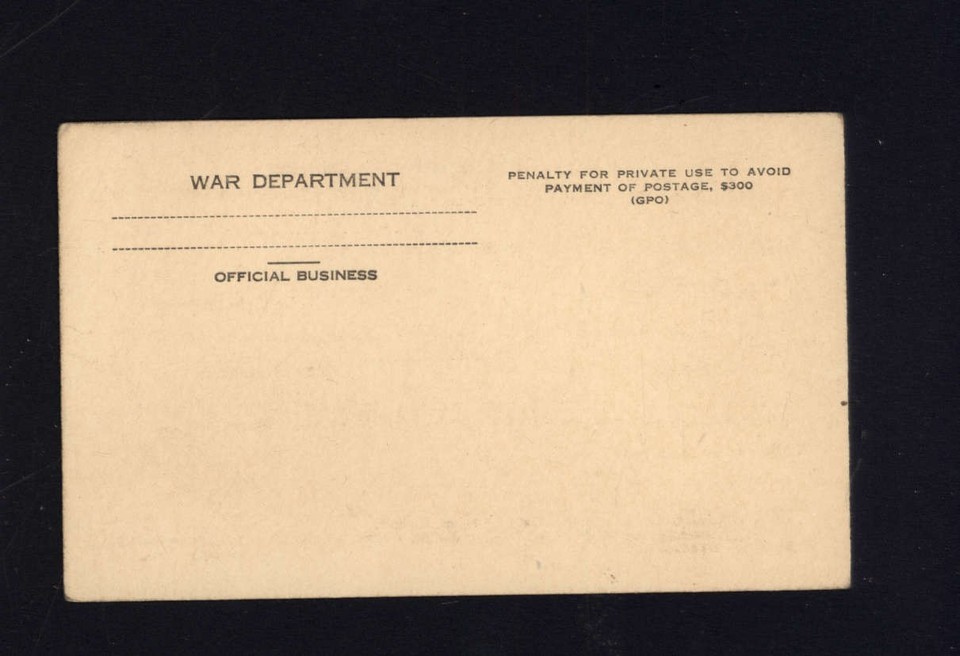 WAR DEPARTMENT
OFFICIAL BUSINESS
PENALTY FOR PRIVATE USE TO AVOID
PAYMENT OF POSTAGE, $300
(GPO)